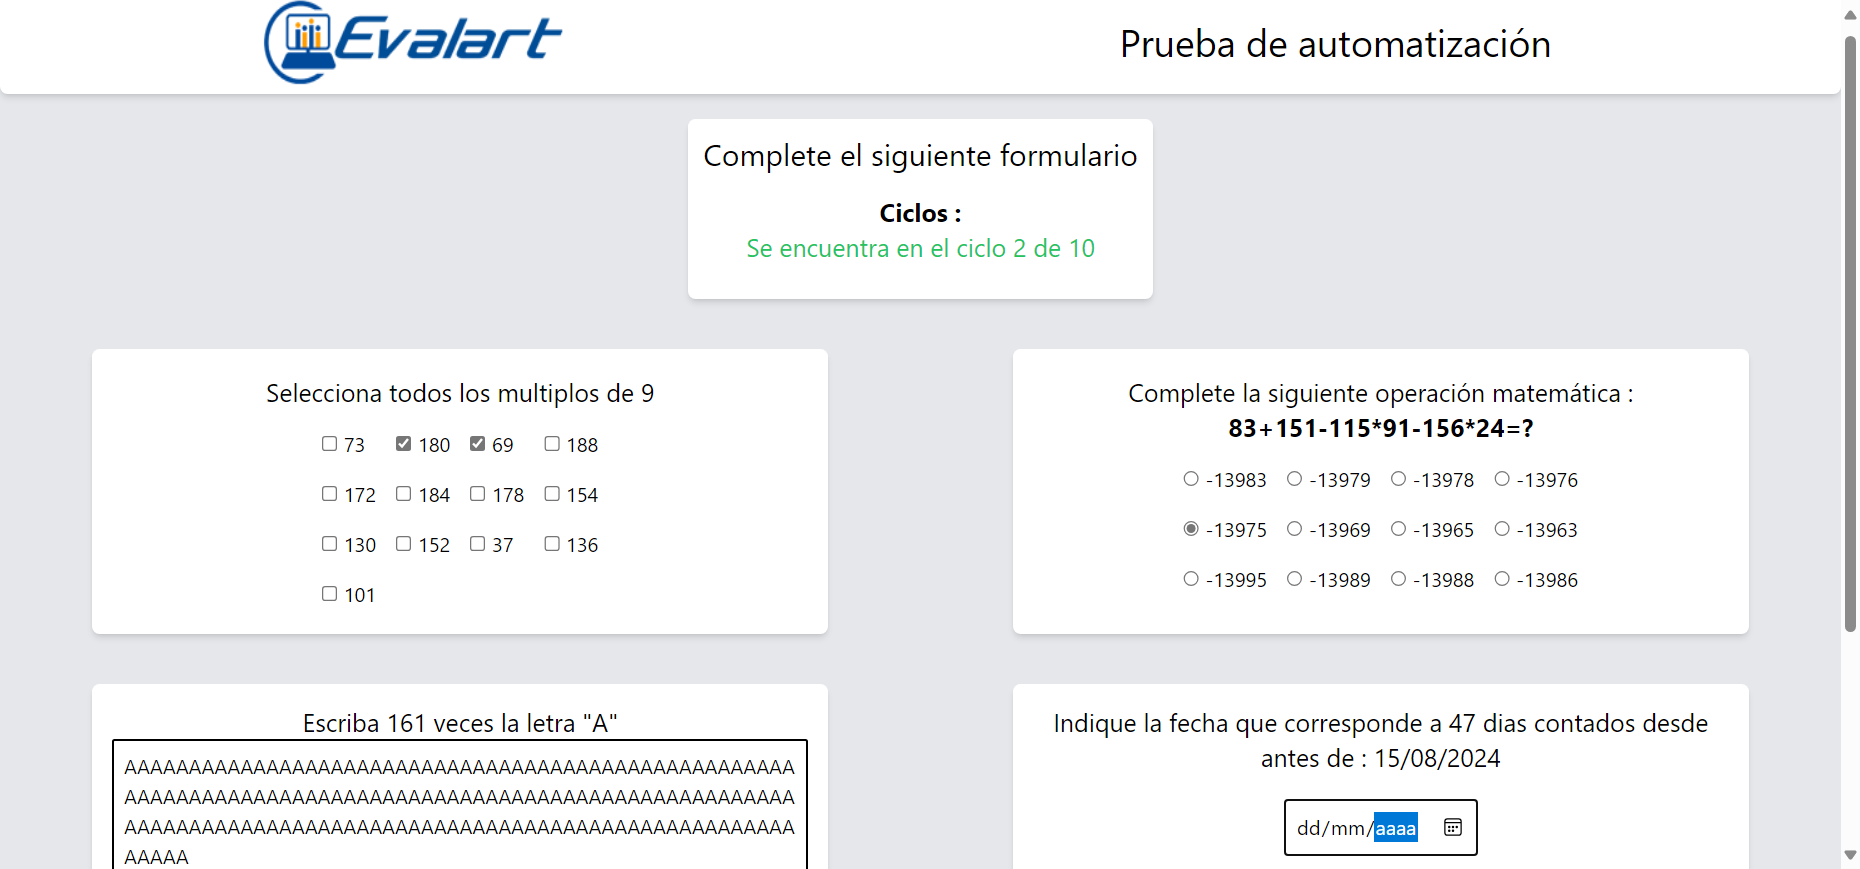 Evalart
Prueba de automatización
Complete el siguiente formulario
Ciclos :
Se encuentra en el ciclo 2 de 10
Selecciona todos los multiplos de 9
73 180 69 188
172 184 178 154
130 152 37 136
101
Complete la siguiente operación matemática :
83+151-115*91-156*24=?
-13983 -13979 -13978 -13976
-13975 -13969 -13965 -13963
-13995 -13989 -13988 -13986
Escriba 161 veces la letra "A"
AAAAAAAAAAAAAAAAAAAAAAAAAAAAAAAAAAAAAAAAAAAAAAAAAAAA
AAAAAAAAAAAAAAAAAAAAAAAAAAAAAAAAAAAAAAAAAAAAAAAAAAAA
AAAAAAAAAAAAAAAAAAAAAAAAAAAAAAAAAAAAAAAAAAAAAAAAAAAA
AAAAA
Indique la fecha que corresponde a 47 dias contados desde
antes de : 15/08/2024
dd/mm/aaaa